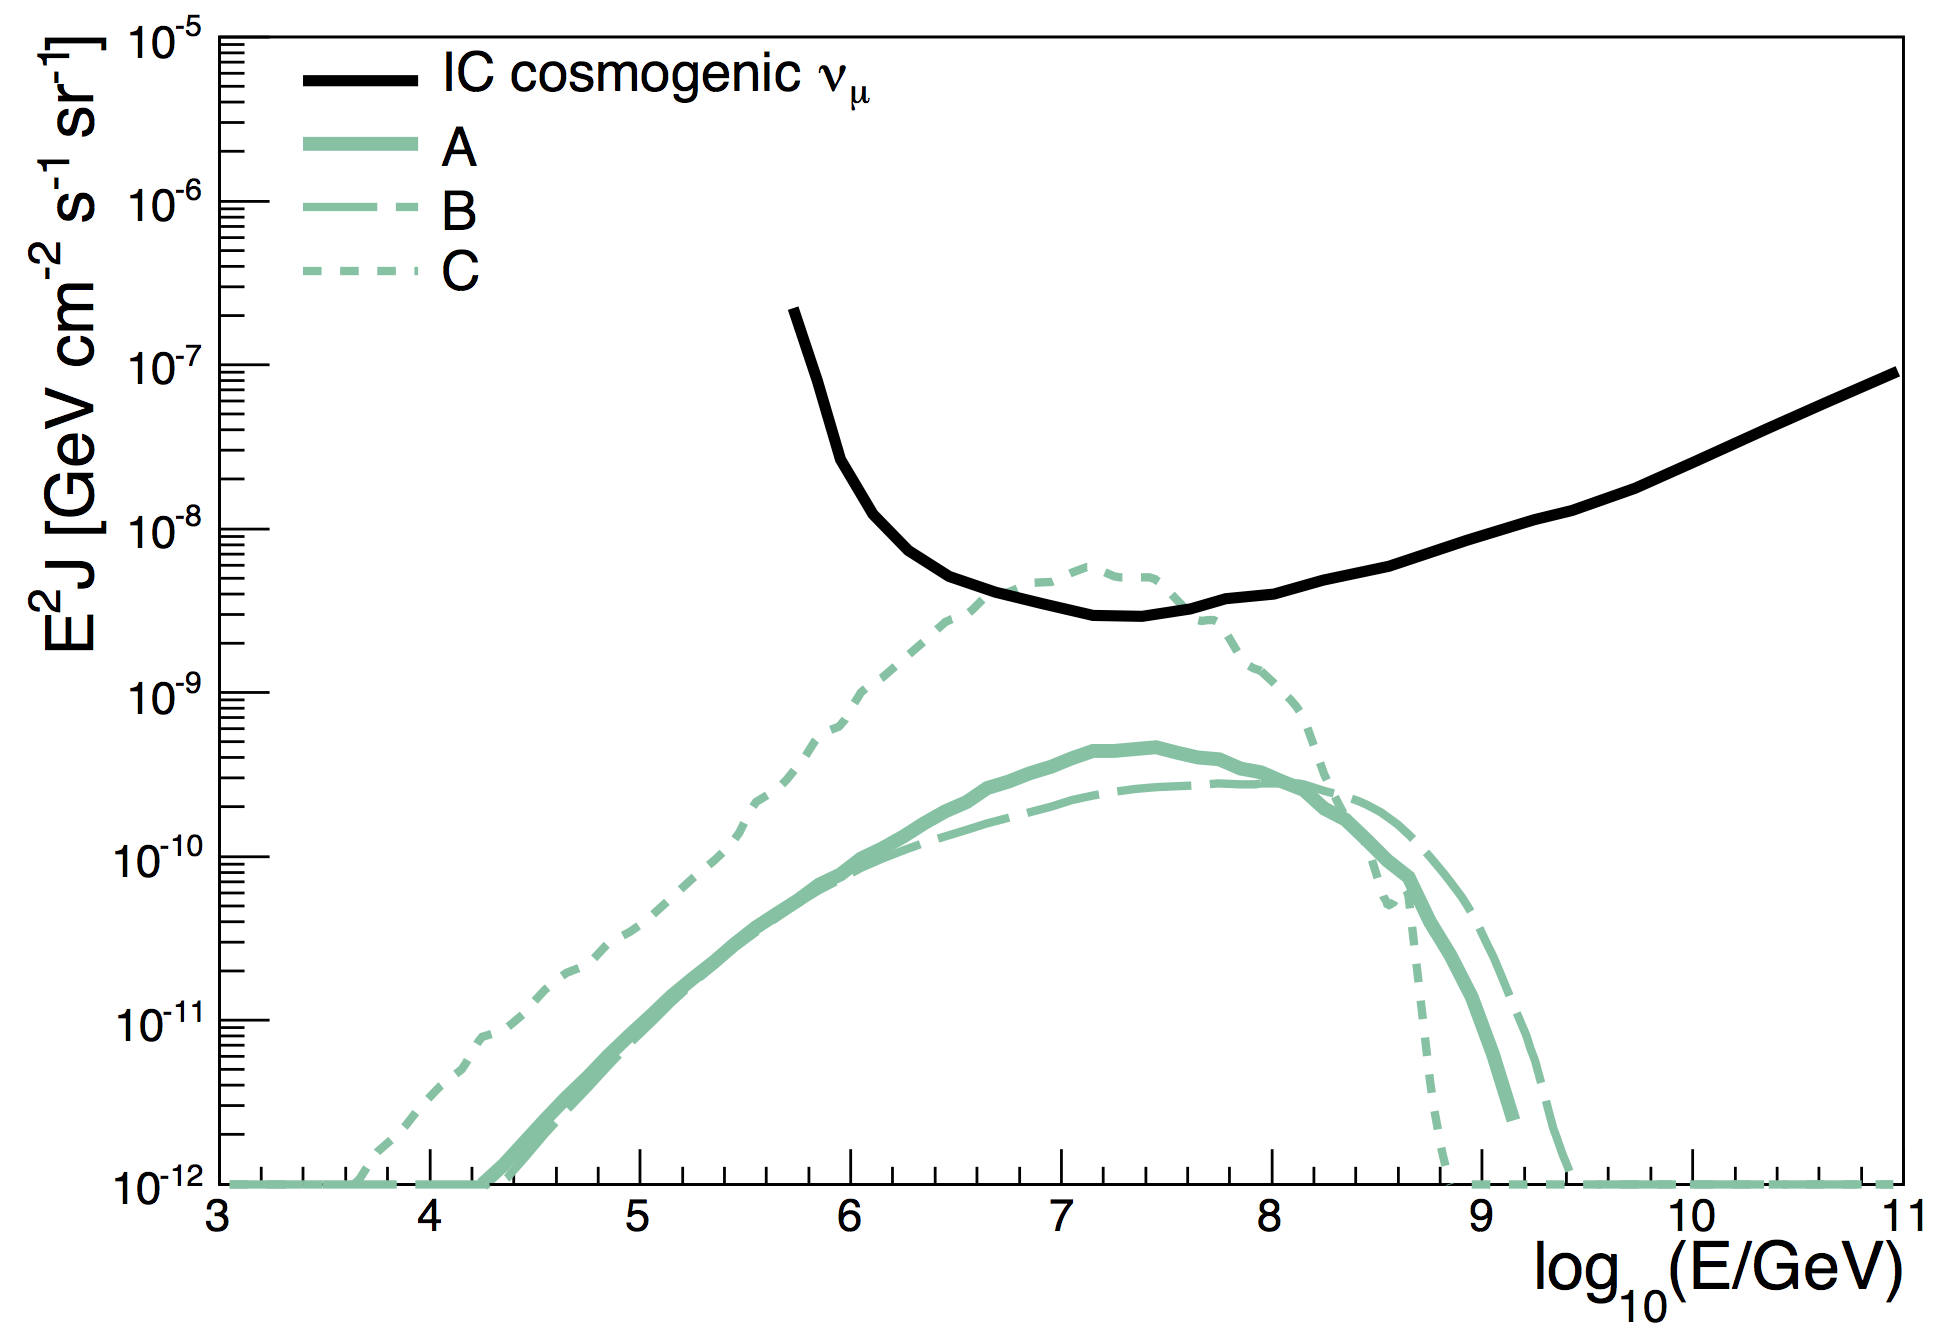 E²J [GeV cm⁻² s⁻¹ sr⁻¹]
10⁻⁵
10⁻⁶
10⁻⁷
10⁻⁸
10⁻⁹
10⁻¹⁰
10⁻¹¹
10⁻¹²
IC cosmogenic νμ
A
B
C
3 4 5 6 7 8 9 10 11
log₁₀(E/GeV)